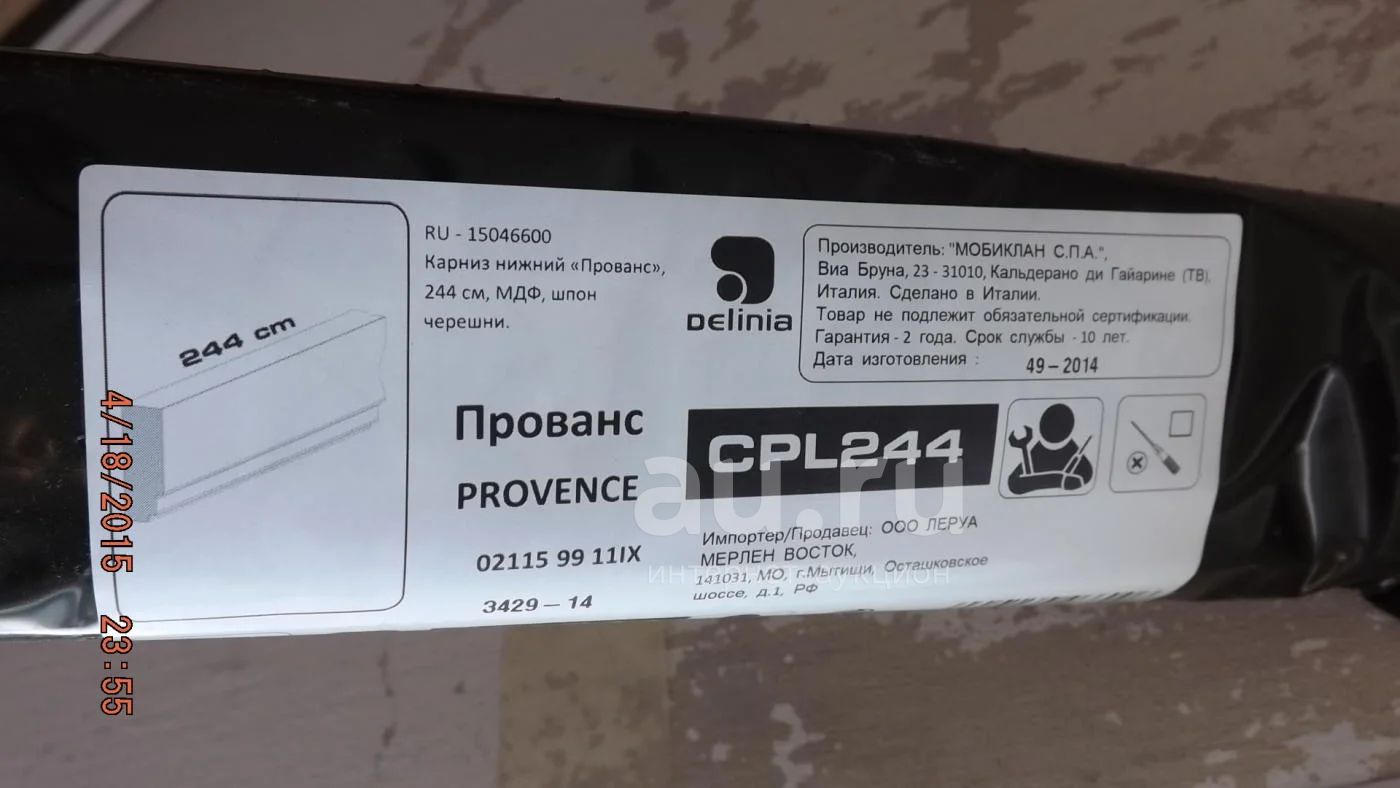 244 cm
RU - 15046600
Карниз нижний «Прованс»,
244 см, МДФ, шпон
черешни.
Прованс
PROVENCE
02115 99 11IX
3429 – 14
DELINIA
Производитель: "МОБИКЛАН С.П.А.",
Виа Бруна, 23 - 31010, Кальдерано ди Гайарине (ТВ),
Италия. Сделано в Италии.
Товар не подлежит обязательной сертификации.
Гарантия - 2 года. Срок службы - 10 лет.
Дата изготовления : 49 – 2014
CPL244
Импортер/Продавец: ООО ЛЕРУА
МЕРЛЕН ВОСТОК,
141031, МО, г.Мытищи, Осташковское
шоссе, д.1, РФ
au.ru
интернет-аукцион
4/18/2015 23:55